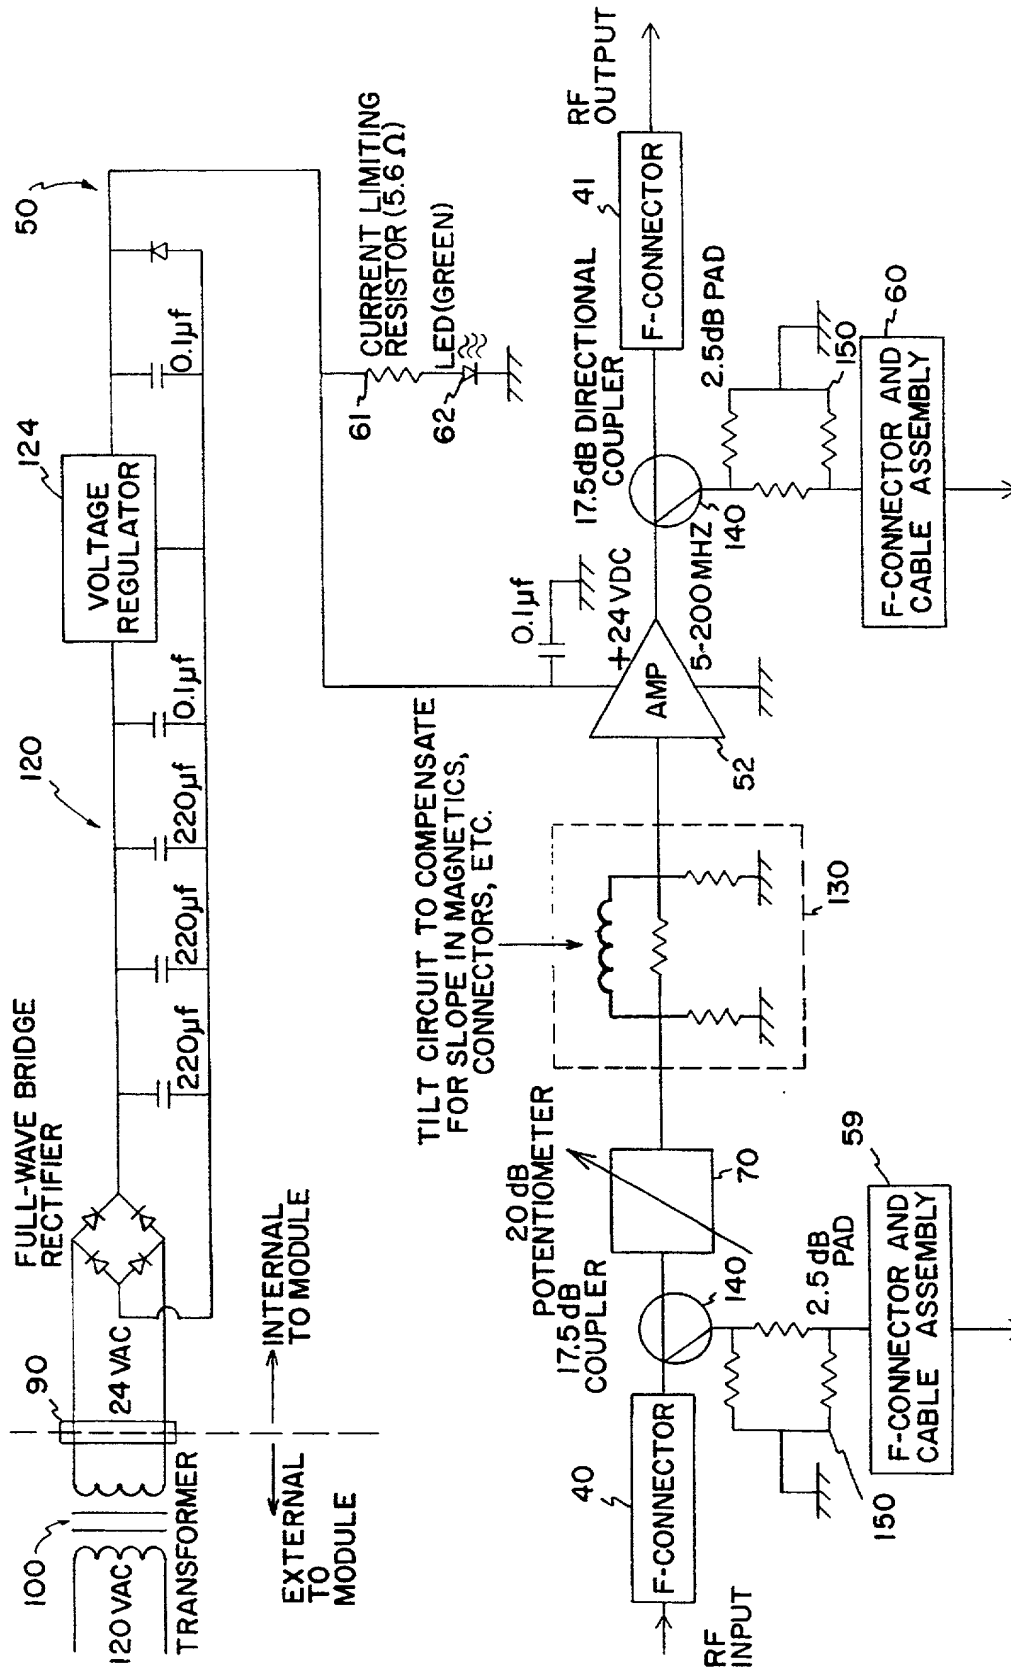 120VAC
100
TRANSFORMER
90
24 VAC
EXTERNAL
TO
MODULE
INTERNAL
TO MODULE
FULL-WAVE BRIDGE
RECTIFIER
220µf
220µf
220µf
0.1µf
120
VOLTAGE
REGULATOR
124
0.1µf
50
61
CURRENT LIMITING
RESISTOR (5.6 Ω)
62
LED(GREEN)
TILT CIRCUIT TO COMPENSATE
FOR SLOPE IN MAGNETICS,
CONNECTORS, ETC.
0.1µf
+24 VDC
RF
INPUT
F-CONNECTOR
40
17.5dB
COUPLER
140
20 dB
POTENTIOMETER
70
130
AMP
52
5-200MHZ
17.5dB DIRECTIONAL
COUPLER
140
F-CONNECTOR
41
RF
OUTPUT
150
2.5 dB
PAD
F-CONNECTOR AND
CABLE ASSEMBLY
59
2.5dB PAD
150
F-CONNECTOR AND
CABLE ASSEMBLY
60